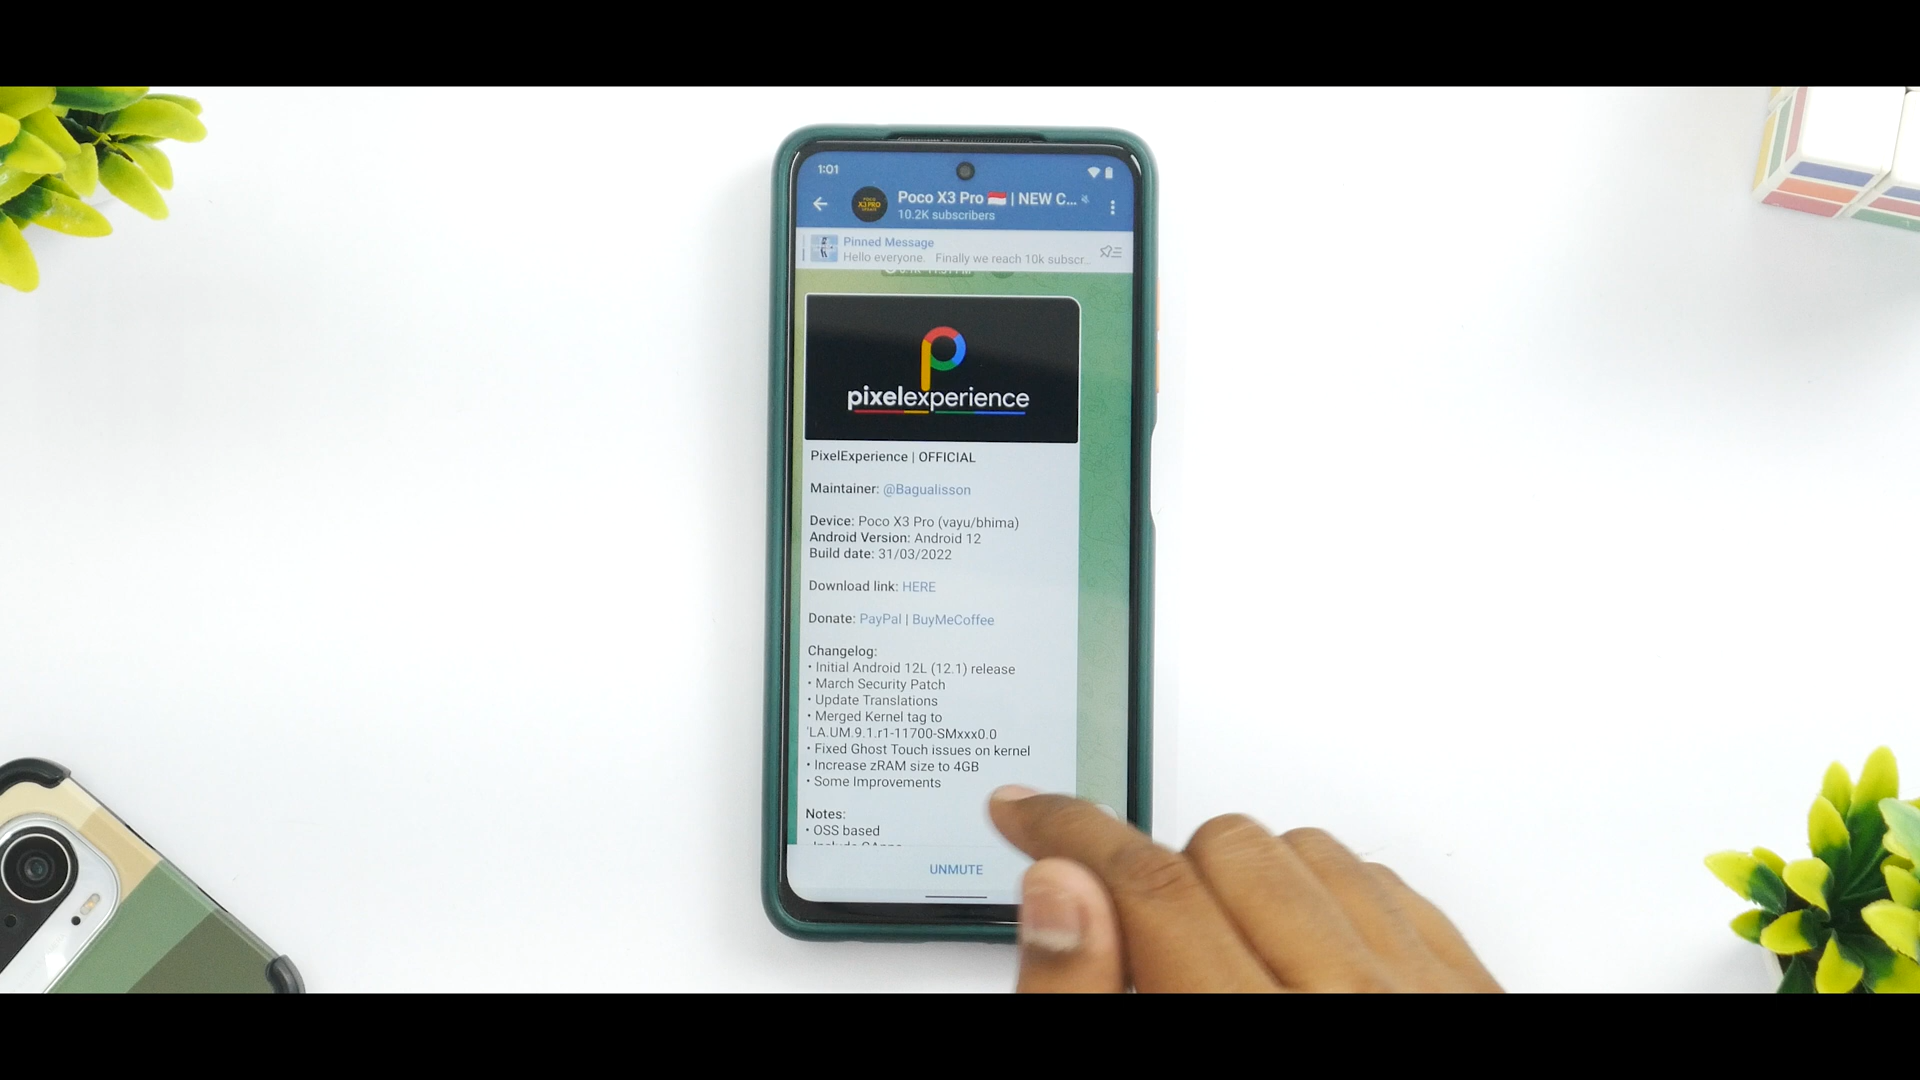 1:01
Poco X3 Pro 🇮🇩 | NEW C...
10.2K subscribers
Pinned Message
Hello everyone. Finally we reach 10k subscr..
X3 PRO
pixelexperience
PixelExperience | OFFICIAL
Maintainer: @Bagualisson
Device: Poco X3 Pro (vayu/bhima)
Android Version: Android 12
Build date: 31/03/2022
Download link: HERE
Donate: PayPal | BuyMeCoffee
Changelog:
• Initial Android 12L (12.1) release
• March Security Patch
• Update Translations
• Merged Kernel tag to
'LA.UM.9.1.r1-11700-SMxxx0.0
• Fixed Ghost Touch issues on kernel
• Increase zRAM size to 4GB
• Some Improvements
Notes:
• OSS based
UNMUTE